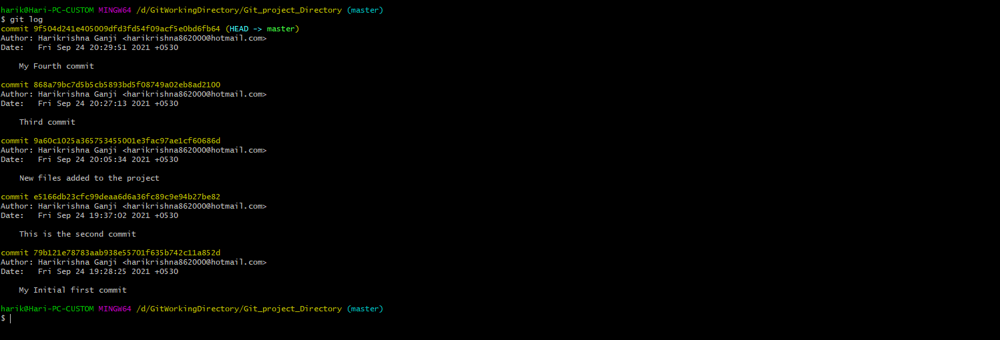 harik@Hari-PC-CUSTOM MINGW64 /d/GitWorkingDirectory/Git_project_Directory (master)
$ git log
commit 9f504d241e405009dfd3fd54f09acf5e0bd6fb64 (HEAD -> master)
Author: Harikrishna Ganji <harikrishna862000@hotmail.com>
Date:   Fri Sep 24 20:29:51 2021 +0530
    My Fourth commit
commit 868a79bc7d5b5cb5893bd5f08749a02eb8ad2100
Author: Harikrishna Ganji <harikrishna862000@hotmail.com>
Date:   Fri Sep 24 20:27:13 2021 +0530
    Third commit
commit 9a60c1025a365753455001e3fac97ae1cf60686d
Author: Harikrishna Ganji <harikrishna862000@hotmail.com>
Date:   Fri Sep 24 20:05:34 2021 +0530
    New files added to the project
commit e5166db23cfc99deaa6d6a36fc89c9e94b27be82
Author: Harikrishna Ganji <harikrishna862000@hotmail.com>
Date:   Fri Sep 24 19:37:02 2021 +0530
    This is the second commit
commit 79b121e78783aab938e55701f635b742c11a852d
Author: Harikrishna Ganji <harikrishna862000@hotmail.com>
Date:   Fri Sep 24 19:28:25 2021 +0530
    My Initial first commit
harik@Hari-PC-CUSTOM MINGW64 /d/GitWorkingDirectory/Git_project_Directory (master)
$